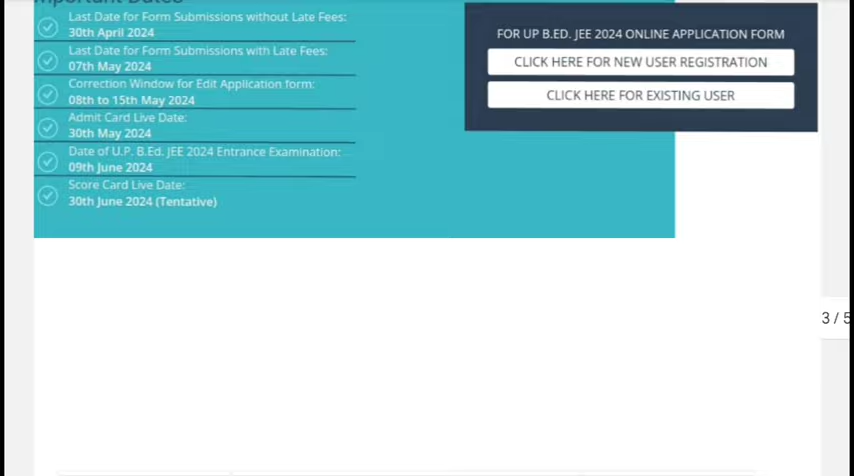 Important Dates
Last Date for Form Submissions without Late Fees:
30th April 2024
Last Date for Form Submissions with Late Fees:
07th May 2024
Correction Window for Edit Application form:
08th to 15th May 2024
Admit Card Live Date:
30th May 2024
Date of U.P. B.Ed. JEE 2024 Entrance Examination:
09th June 2024
Score Card Live Date:
30th June 2024 (Tentative)
FOR UP B.ED. JEE 2024 ONLINE APPLICATION FORM
CLICK HERE FOR NEW USER REGISTRATION
CLICK HERE FOR EXISTING USER
3 / 5